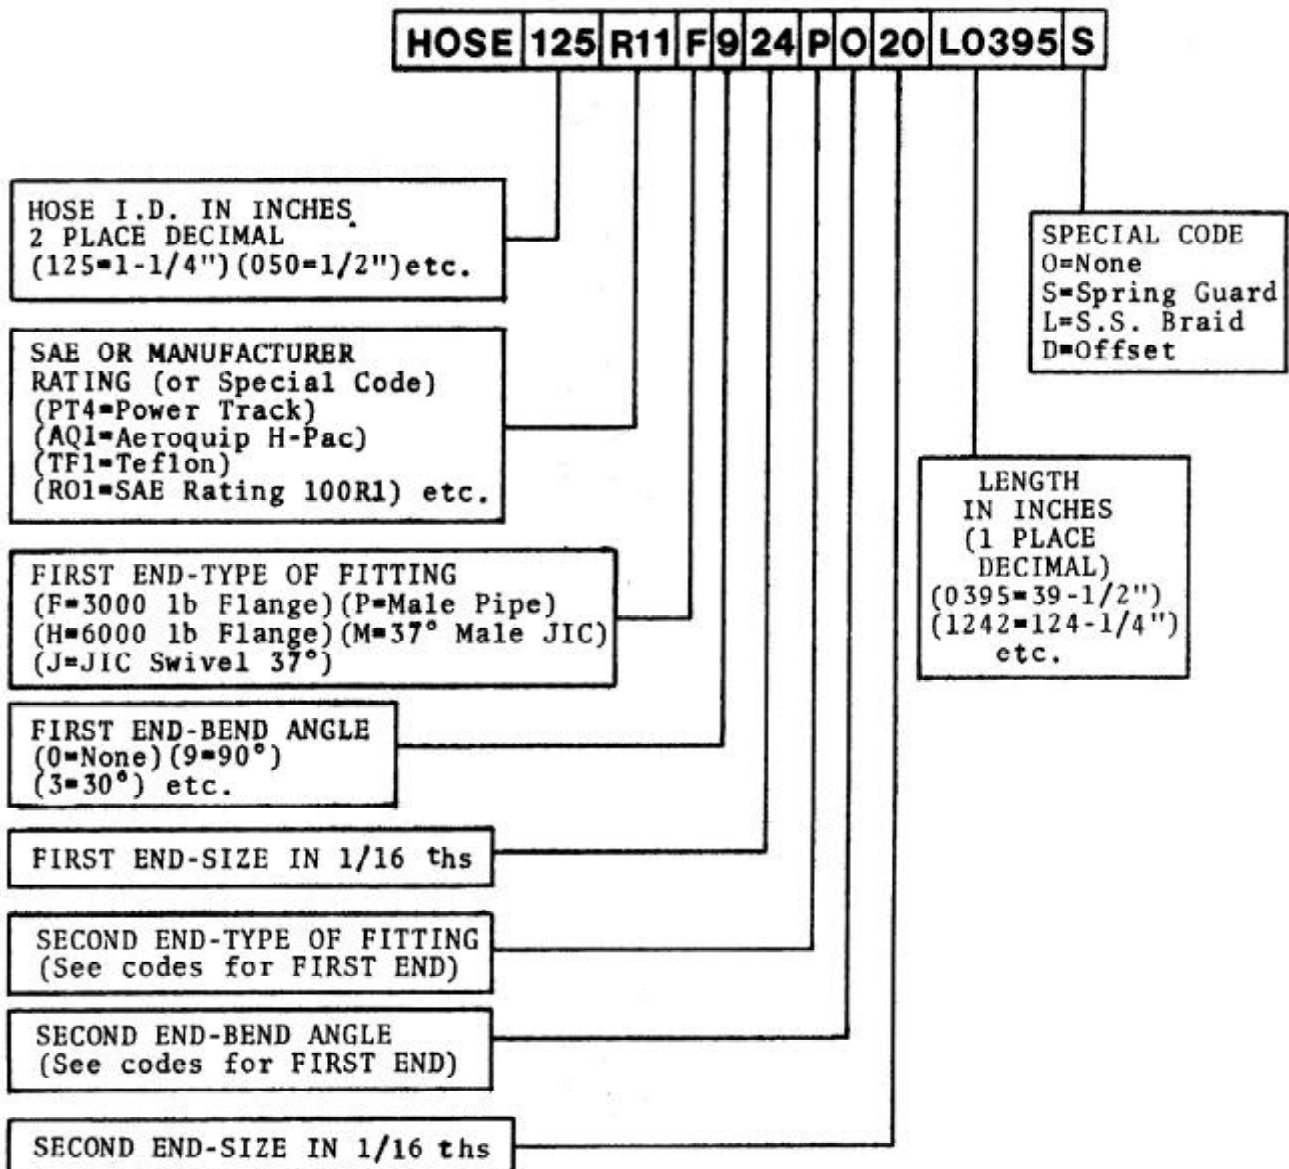 HOSE 125 R11 F 9 24 P O 20 LO395 S
HOSE I.D. IN INCHES
2 PLACE DECIMAL
(125=1-1/4")(050=1/2")etc.
SAE OR MANUFACTURER
RATING (or Special Code)
(PT4=Power Track)
(AQ1=Aeroquip H-Pac)
(TF1=Teflon)
(RO1=SAE Rating 100R1) etc.
FIRST END-TYPE OF FITTING
(F=3000 lb Flange)(P=Male Pipe)
(H=6000 lb Flange)(M=37° Male JIC)
(J=JIC Swivel 37°)
FIRST END-BEND ANGLE
(0=None)(9=90°)
(3=30°) etc.
FIRST END-SIZE IN 1/16 ths
SECOND END-TYPE OF FITTING
(See codes for FIRST END)
SECOND END-BEND ANGLE
(See codes for FIRST END)
SECOND END-SIZE IN 1/16 ths
SPECIAL CODE
O=None
S=Spring Guard
L=S.S. Braid
D=Offset
LENGTH
IN INCHES
(1 PLACE
DECIMAL)
(0395=39-1/2")
(1242=124-1/4")
etc.